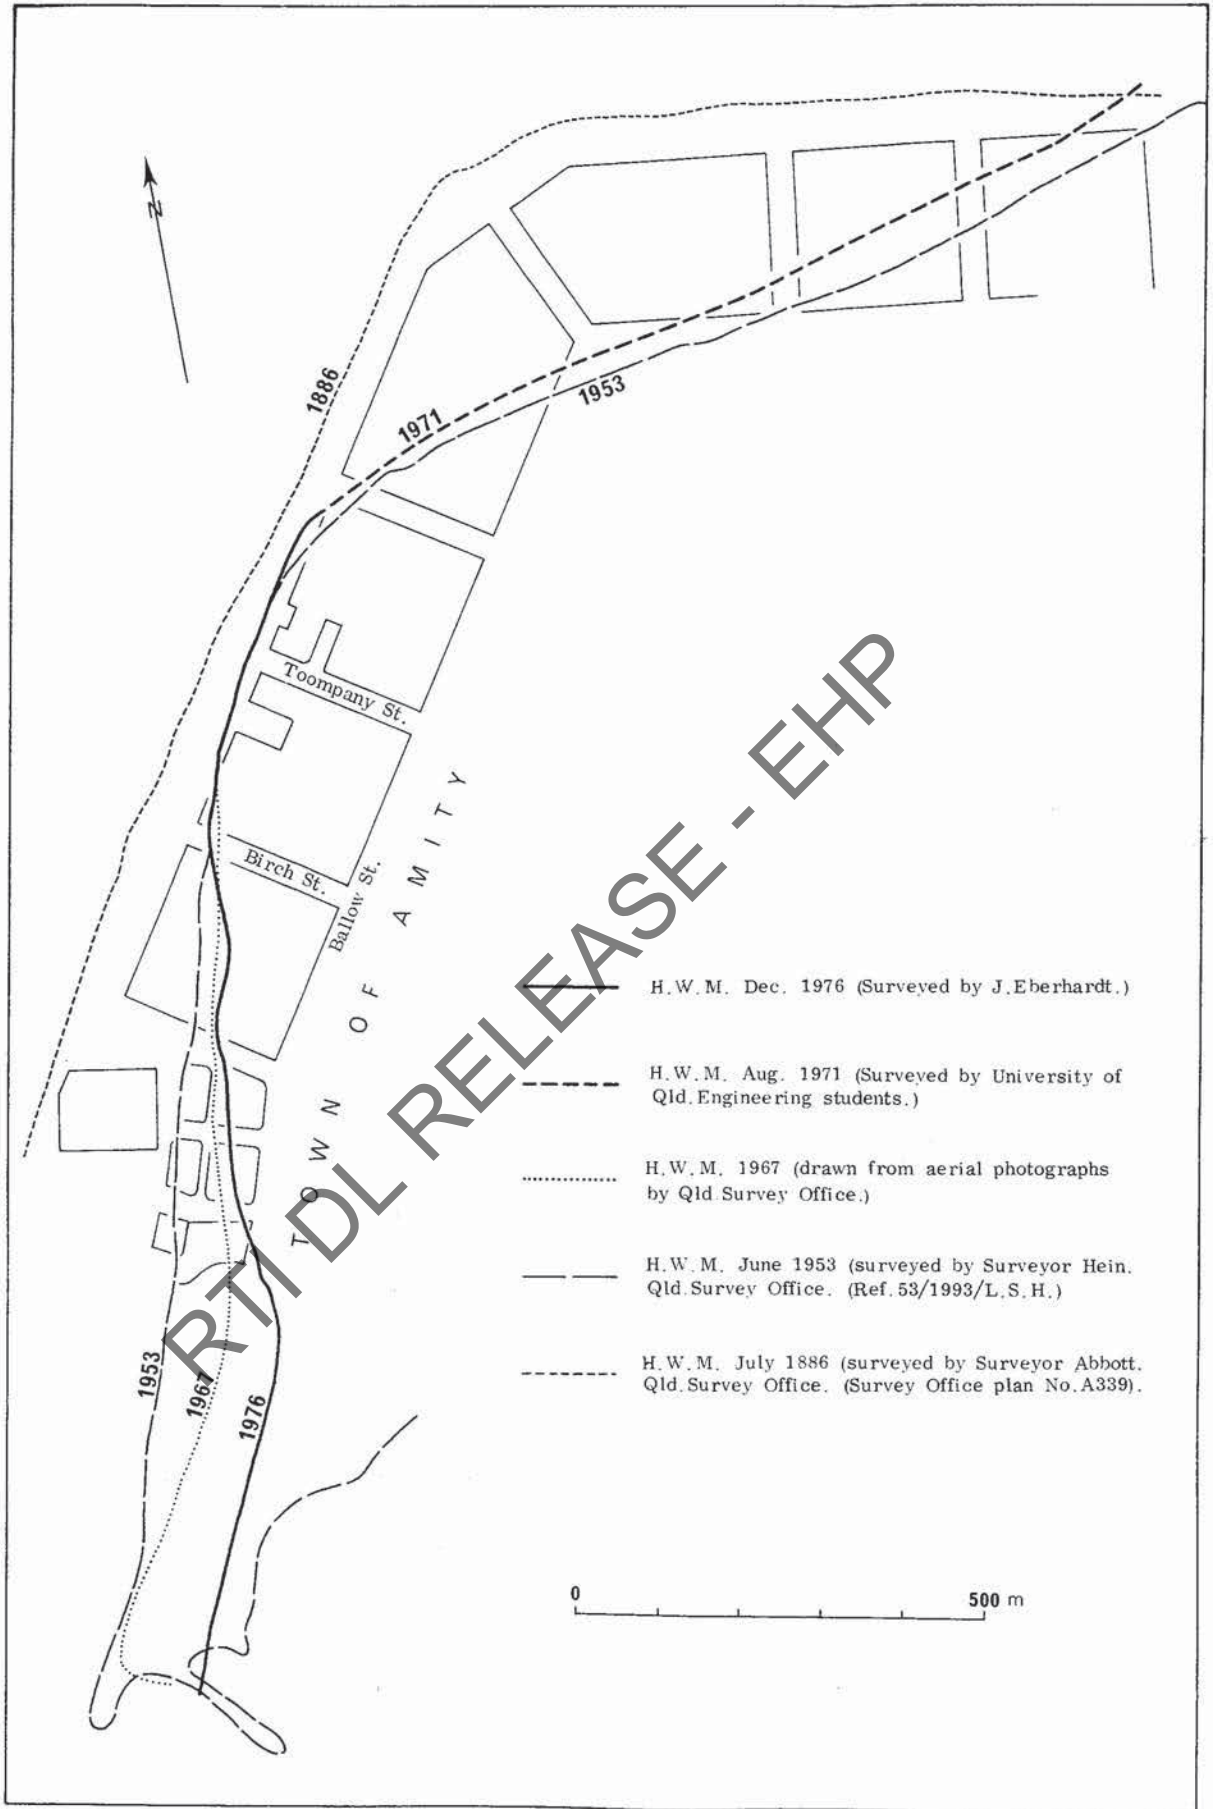 N
1886
1971
1953
Toompany St.
Birch St.
Ballow St.
TOWN OF AMITY
H.W.M. Dec. 1976 (Surveyed by J.Eberhardt.)
H.W.M. Aug. 1971 (Surveyed by University of
Qld.Engineering students.)
H.W.M. 1967 (drawn from aerial photographs
by Qld.Survey Office.)
H.W.M. June 1953 (surveyed by Surveyor Hein.
Qld.Survey Office. (Ref.53/1993/L.S.H.)
H.W.M. July 1886 (surveyed by Surveyor Abbott.
Qld.Survey Office. (Survey Office plan No.A339).
1953
1967
1976
0 500 m
RTI DL RELEASE - EHP